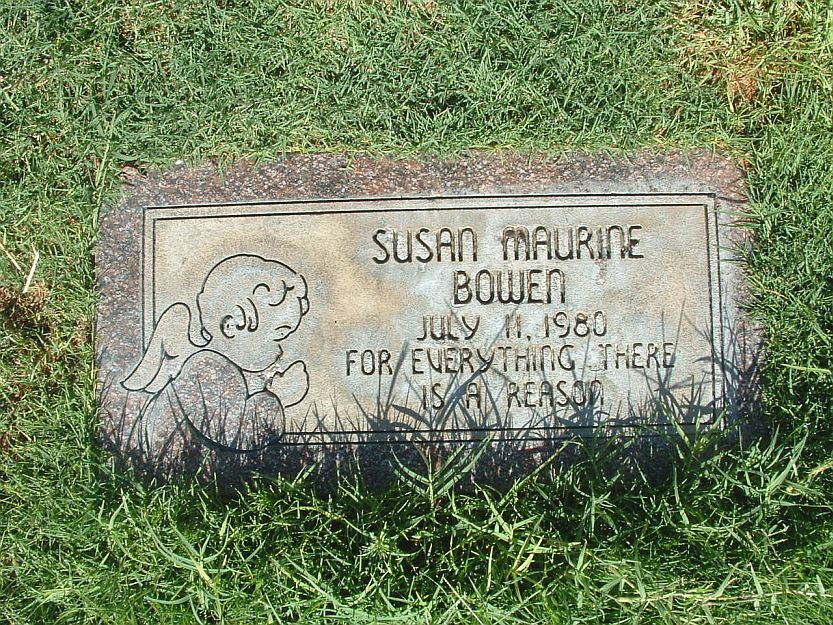 SUSAN MAURINE
BOWEN
JULY 11, 1980
FOR EVERYTHING THERE
IS A REASON